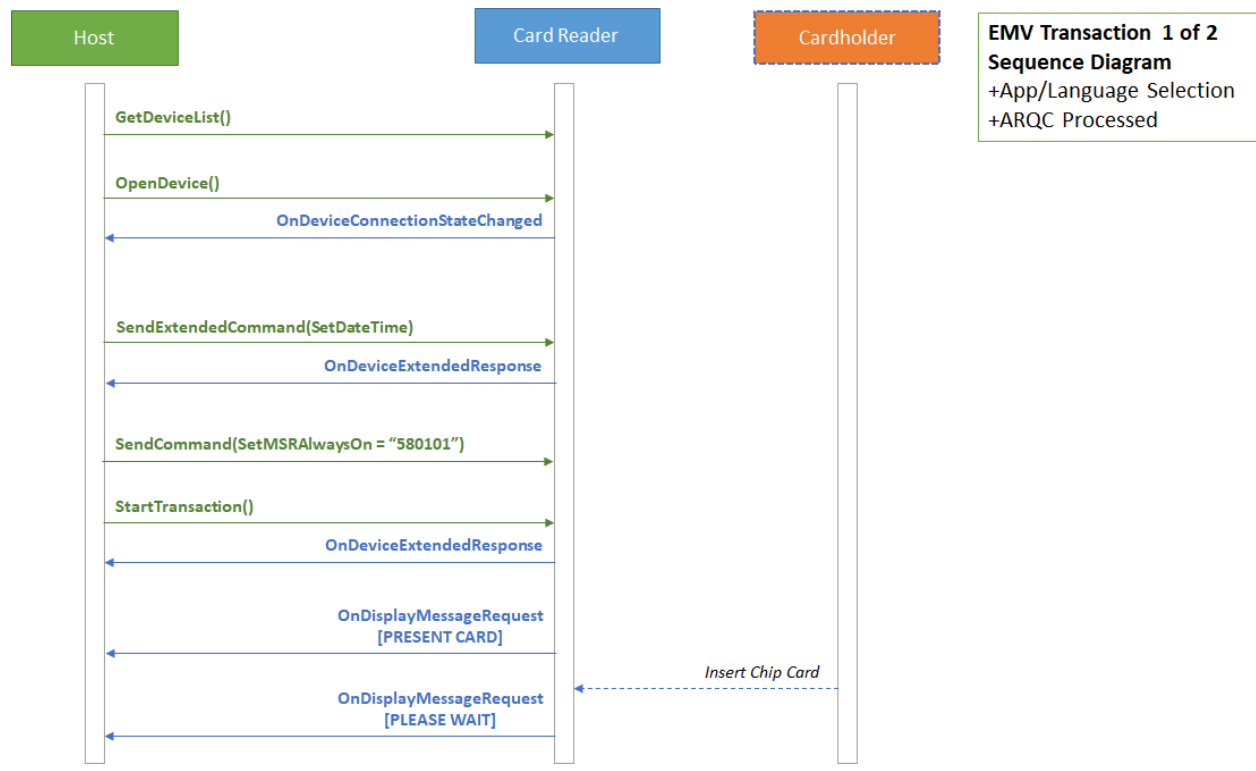 Host
Card Reader
Cardholder
EMV Transaction 1 of 2
Sequence Diagram
+App/Language Selection
+ARQC Processed
GetDeviceList()
OpenDevice()
OnDeviceConnectionStateChanged
SendExtendedCommand(SetDateTime)
OnDeviceExtendedResponse
SendCommand(SetMSRAlwaysOn = “580101”)
StartTransaction()
OnDeviceExtendedResponse
OnDisplayMessageRequest
[PRESENT CARD]
Insert Chip Card
OnDisplayMessageRequest
[PLEASE WAIT]